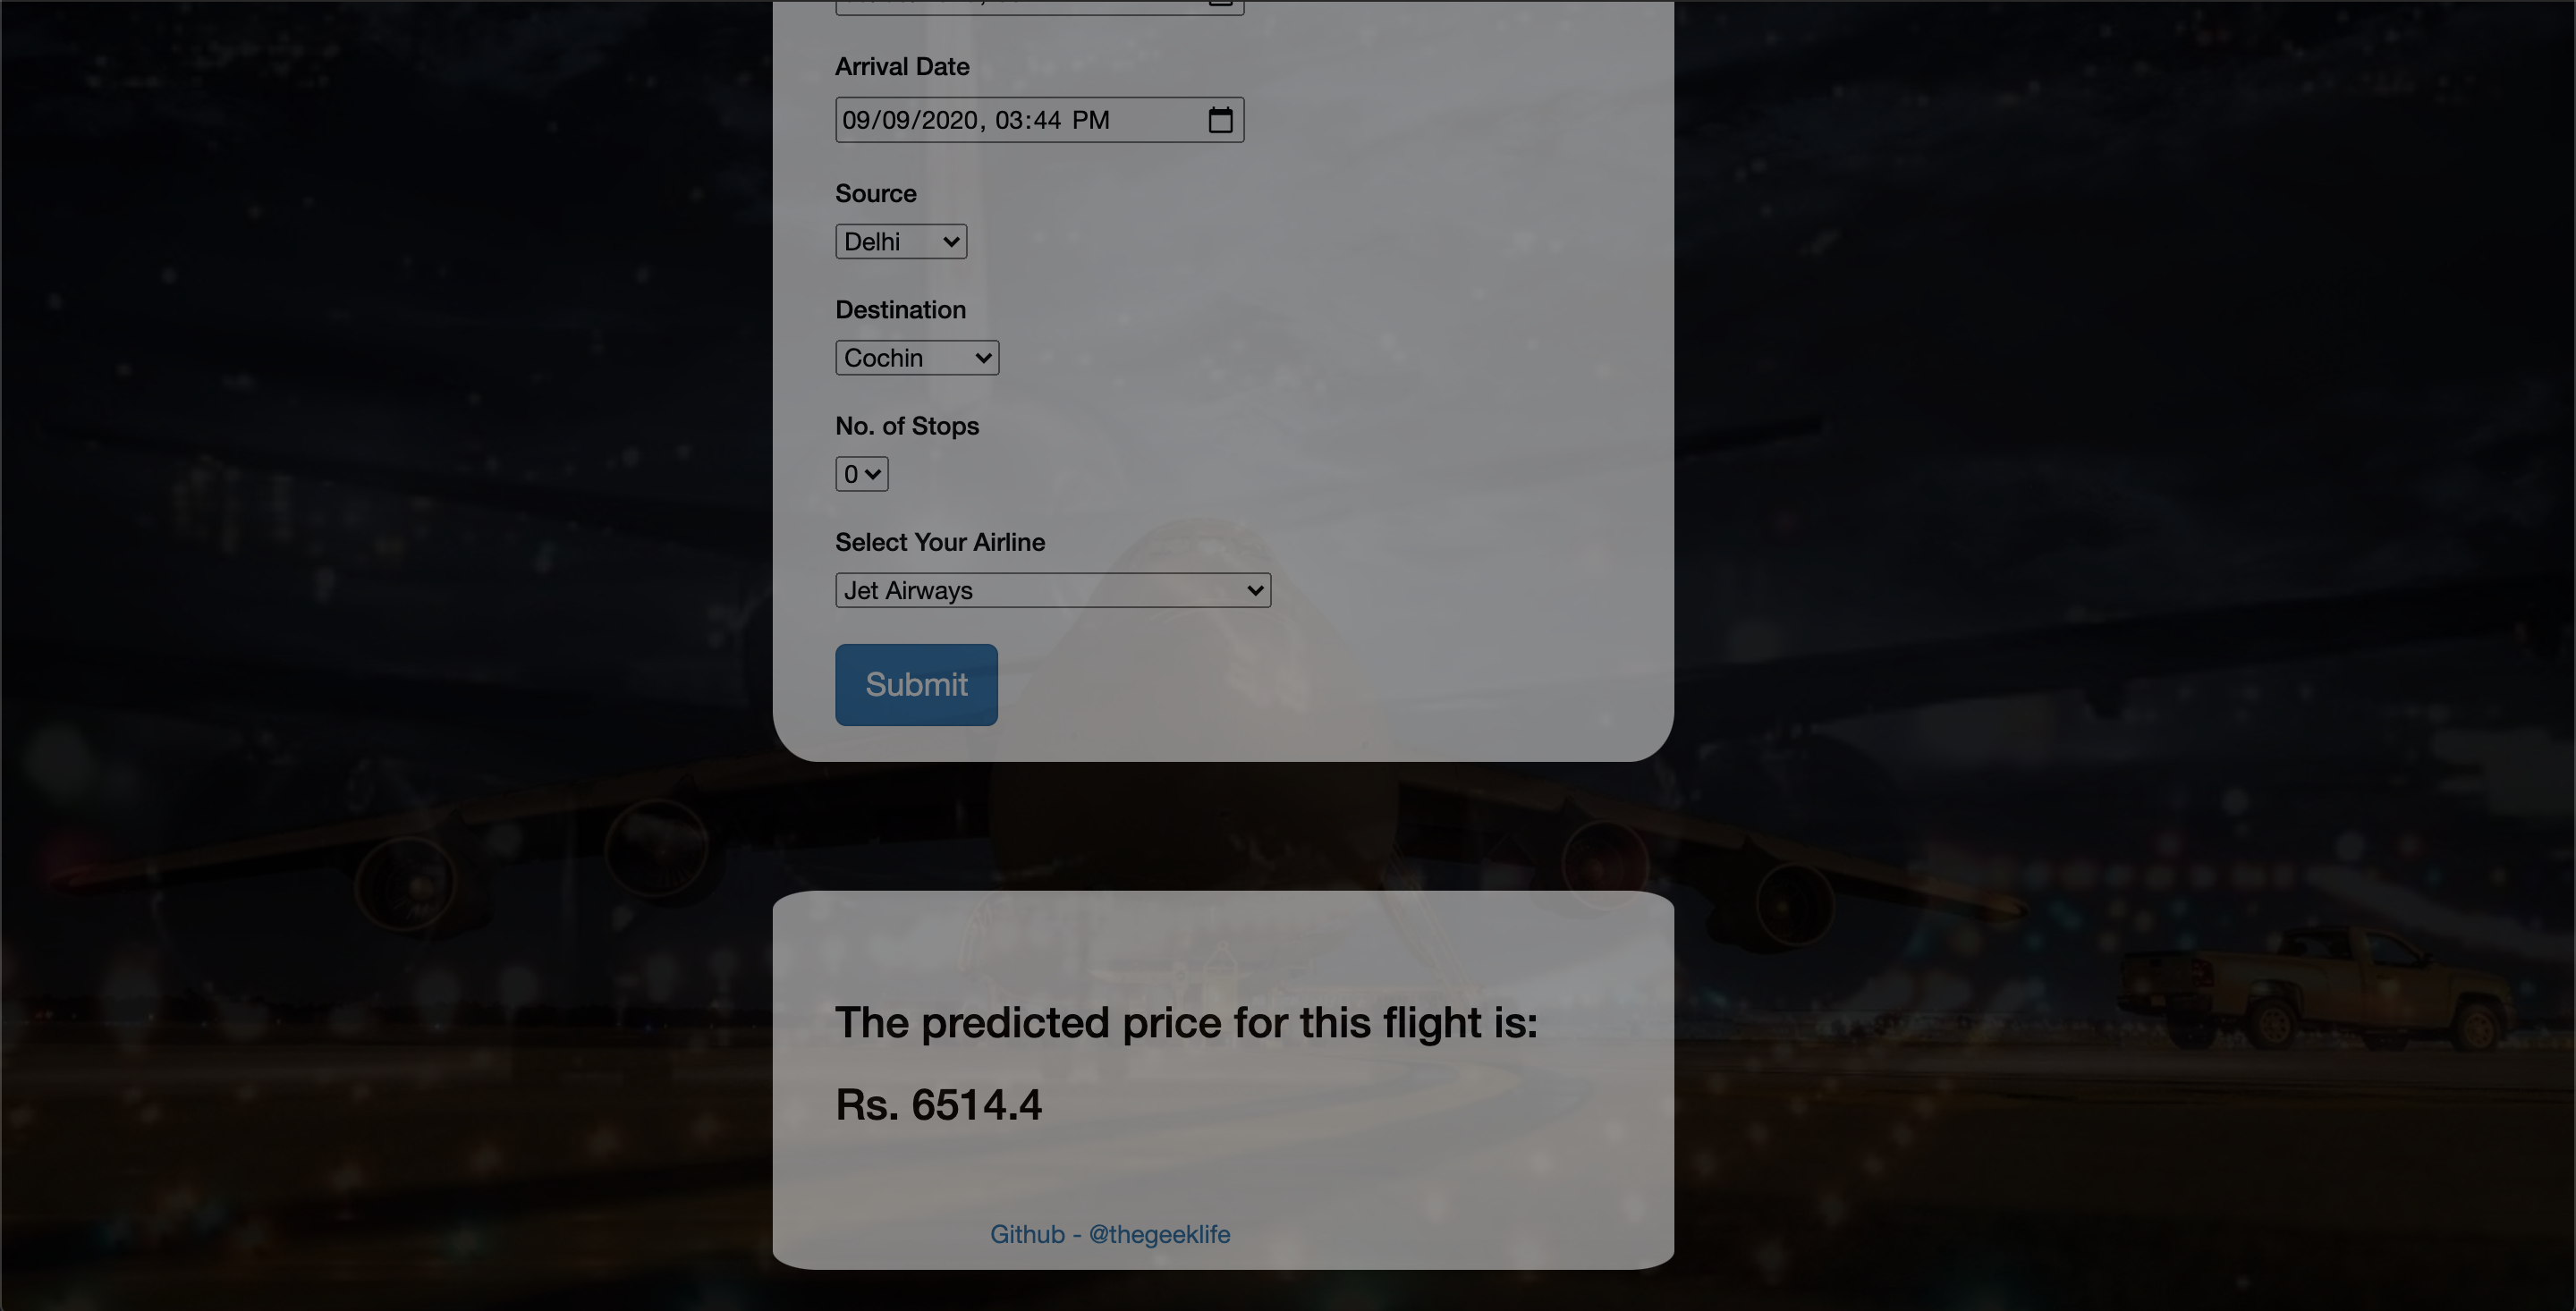 Arrival Date
09/09/2020, 03:44 PM
Source
Delhi
Destination
Cochin
No. of Stops
0
Select Your Airline
Jet Airways
Submit
The predicted price for this flight is:
Rs. 6514.4
Github - @thegeeklife